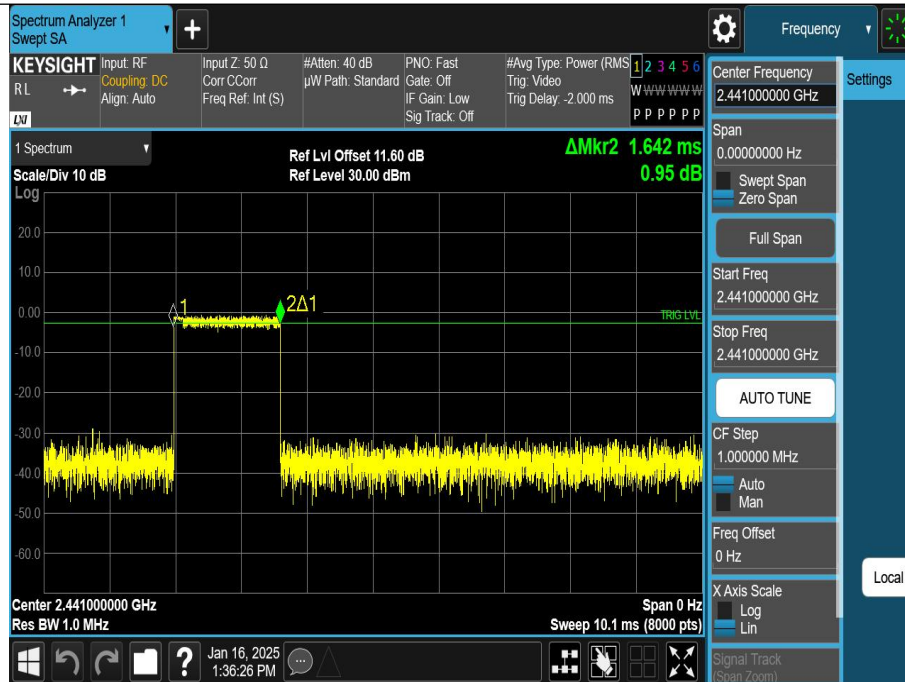 Spectrum Analyzer 1
Swept SA
Frequency
KEYSIGHT
R L
LXI
Input: RF
Coupling: DC
Align: Auto
Input Z: 50 Ω
Corr CCorr
Freq Ref: Int (S)
#Atten: 40 dB
µW Path: Standard
PNO: Fast
Gate: Off
IF Gain: Low
Sig Track: Off
#Avg Type: Power (RMS
Trig: Video
Trig Delay: -2.000 ms
1 2 3 4 5 6
W W W W W W
P P P P P P
1 Spectrum
Scale/Div 10 dB
Log
Ref Lvl Offset 11.60 dB
Ref Level 30.00 dBm
ΔMkr2 1.642 ms
0.95 dB
20.0
10.0
0.00
-10.0
-20.0
-30.0
-40.0
-50.0
-60.0
1
2Δ1
TRIG LVL
Center 2.441000000 GHz
Res BW 1.0 MHz
Span 0 Hz
Sweep 10.1 ms (8000 pts)
Center Frequency
2.441000000 GHz
Span
0.00000000 Hz
Swept Span
Zero Span
Full Span
Start Freq
2.441000000 GHz
Stop Freq
2.441000000 GHz
AUTO TUNE
CF Step
1.000000 MHz
Auto
Man
Freq Offset
0 Hz
X Axis Scale
Log
Lin
Signal Track
(Span Zoom)
Settings
Local
?
Jan 16, 2025
1:36:26 PM